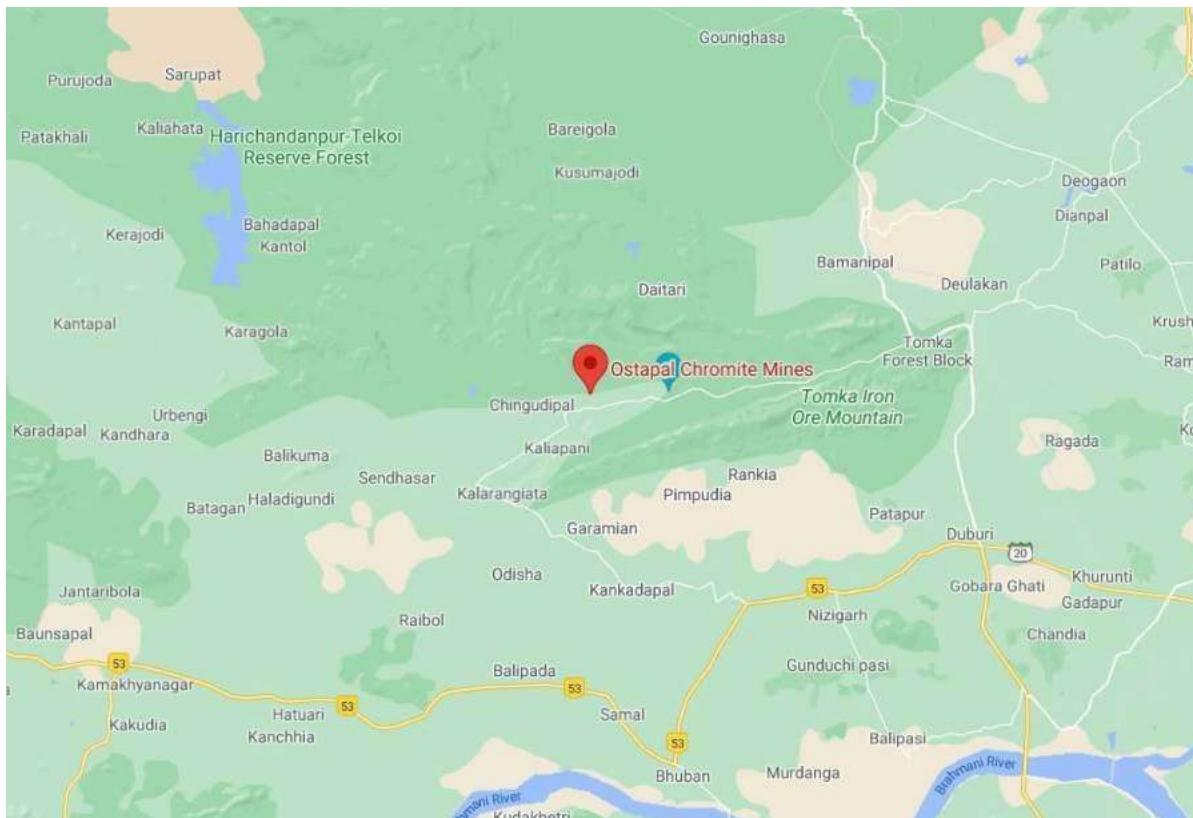 Gounighasa
Sarupat
Purujoda
Patakhali
Kaliahata
Harichandanpur-Telkoi
Reserve Forest
Bareigola
Kusumajodi
Deogaon
Dianpal
Kerajodi
Bahadapal
Kantol
Bamanipal
Patilo
Deulakan
Daitari
Kantapal
Karagola
Krush
Tomka
Forest Block
Ram
Ostapal Chromite Mines
Tomka Iron
Ore Mountain
Chingudipal
Urbengi
Karadapal
Kandhara
Kaliapani
Ragada
Ko
Balikuma
Sendhasar
Rankia
Pimpudia
Batagan
Haladigundi
Kalarangiata
Garamian
Patapur
Duburi
20
Odisha
Kankadapal
53
Nizigarh
Gobara Ghati
Khurunti
Gadapur
Jantaribola
Baunsapal
Raibol
Chandia
53
Kamakhyanagar
Balipada
53
Gunduchi pasi
Kakudia
Hatuari
53
Kanchhia
Samal
53
Balipasi
Bhuban
Murdanga
Brahmani River
hmani River
Kudakhetri